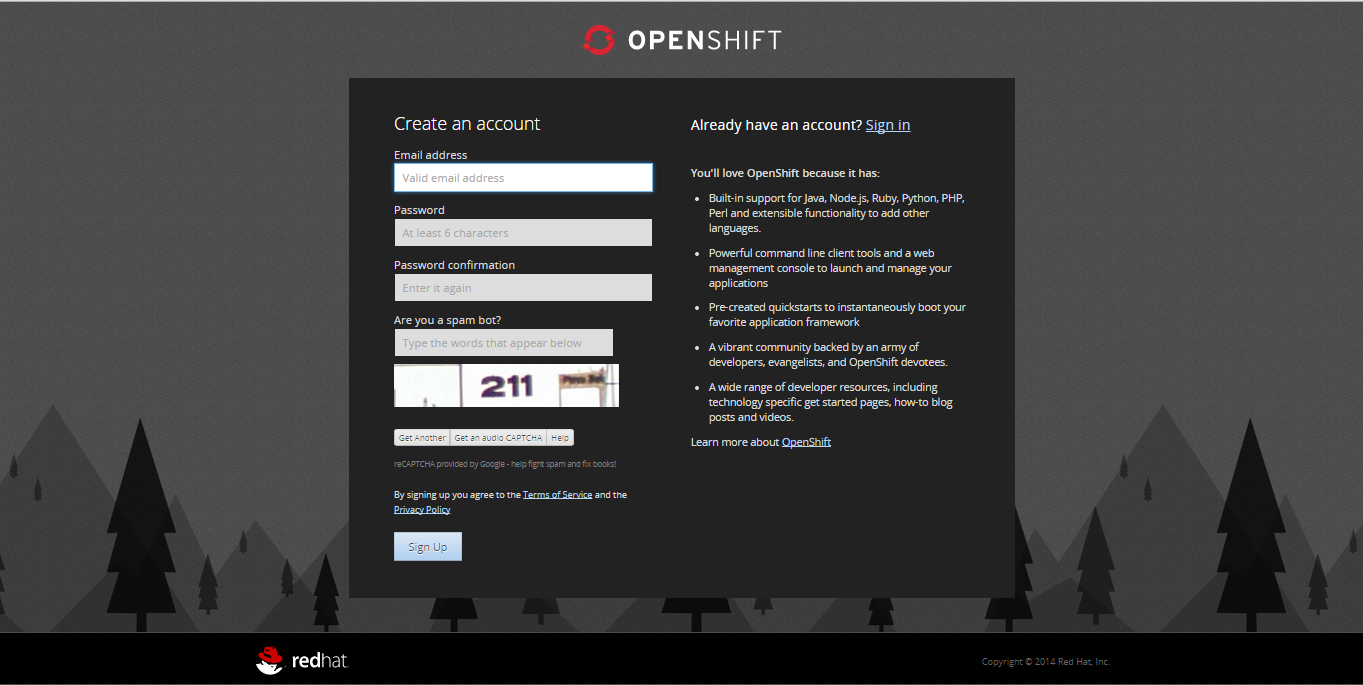 OPENSHIFT
Create an account
Email address
Valid email address
Password
At least 6 characters
Password confirmation
Enter it again
Are you a spam bot?
Type the words that appear below
211
Get Another
Get an audio CAPTCHA
Help
reCAPTCHA provided by Google - help fight spam and fix books!
By signing up you agree to the Terms of Service and the
Privacy Policy
Sign Up
Already have an account? Sign in
You'll love OpenShift because it has:
Built-in support for Java, Node.js, Ruby, Python, PHP,
Perl and extensible functionality to add other
languages.
Powerful command line client tools and a web
management console to launch and manage your
applications
Pre-created quickstarts to instantaneously boot your
favorite application framework
A vibrant community backed by an army of
developers, evangelists, and OpenShift devotees.
A wide range of developer resources, including
technology specific get started pages, how-to blog
posts and videos.
Learn more about OpenShift
redhat.
Copyright © 2014 Red Hat, Inc.